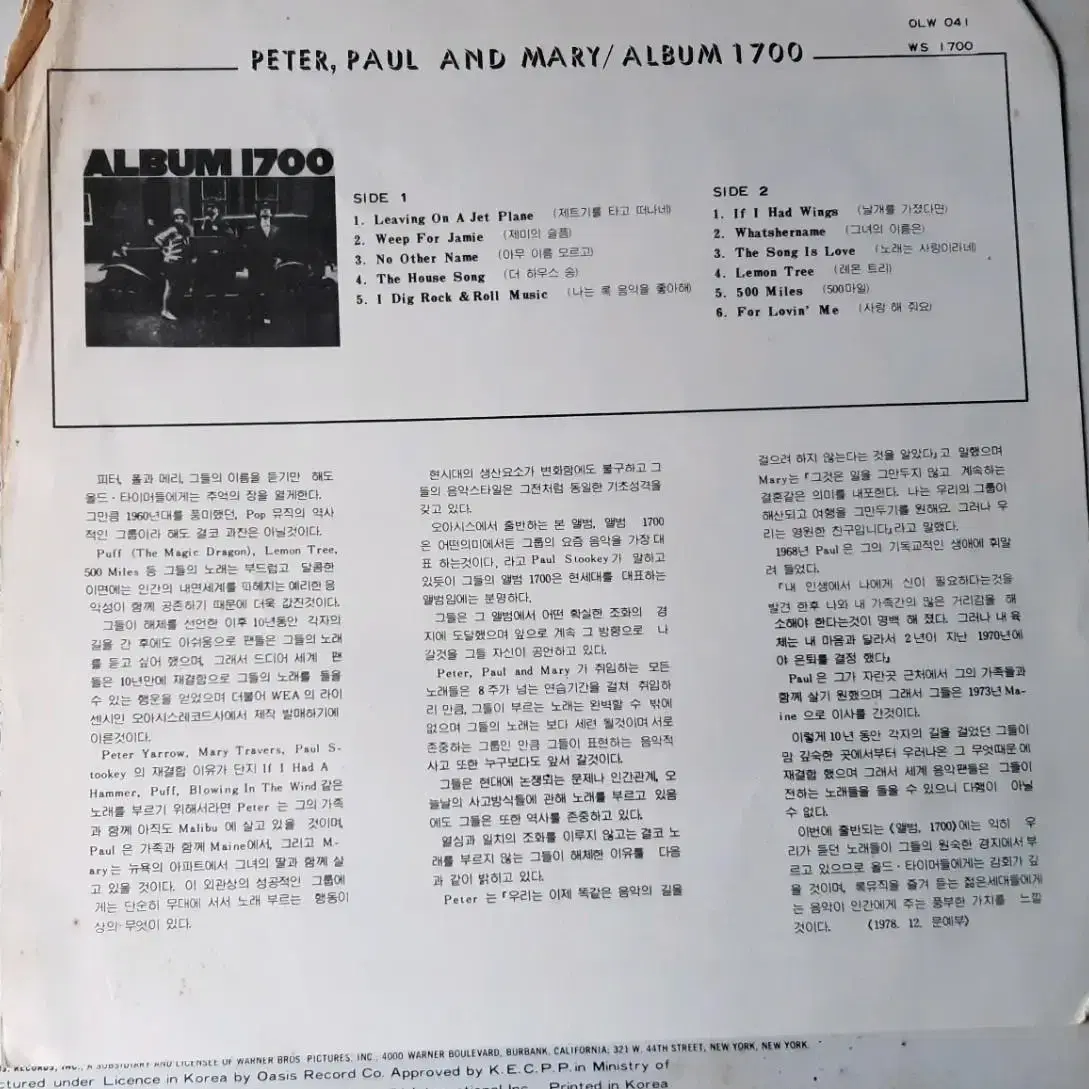 OLW 041
WS 1700
PETER, PAUL AND MARY/ ALBUM 1700
ALBUM 1700
SIDE 1
1. Leaving On A Jet Plane (제트기를 타고 떠나네)
2. Weep For Jamie (제미의 슬픔)
3. No Other Name (아무 이름 모르고)
4. The House Song (더 하우스 송)
5. I Dig Rock & Roll Music (나는 록 음악을 좋아해)
SIDE 2
1. If I Had Wings (날개를 가졌다면)
2. Whatshername (그녀의 이름은)
3. The Song Is Love (노래는 사랑이라네)
4. Lemon Tree (레몬 트리)
5. 500 Miles (500마일)
6. For Lovin' Me (사랑 해 줘요)
피터, 폴과 메리, 그들의 이름을 듣기만 해도
올드·타이머들에게는 추억의 장을 열게한다.
그만큼 1960년대를 풍미했던, Pop 뮤직의 역사
적인 그룹이라 해도 결코 과찬은 아닐것이다.
Puff (The Magic Dragon), Lemon Tree,
500 Miles 등 그들의 노래는 부드럽고 달콤한
이면에는 인간의 내면세계를 파헤치는 예리한 음
악성이 함께 공존하기 때문에 더욱 값진것이다.
그들이 해체를 선언한 이후 10년동안 각자의
길을 간 후에도 아쉬움으로 팬들은 그들의 노래
를 듣고 싶어 했으며, 그래서 드디어 세계 팬
들은 10년만에 재결합으로 그들의 노래를 들을
수 있는 행운을 얻었으며 더불어 WEA의 라이
센시인 오아시스레코드사에서 제작 발매하기에
이른것이다.
Peter Yarrow, Mary Travers, Paul S-
tookey 의 재결합 이유가 단지 If I Had A
Hammer, Puff, Blowing In The Wind 같은
노래를 부르기 위해서라면 Peter 는 그의 가족
과 함께 아직도 Malibu 에 살고 있을 것이며,
Paul 은 가족과 함께 Maine에서, 그리고 M-
ary는 뉴욕의 아파트에서 그녀의 딸과 함께 살
고 있을 것이다. 이 외관상의 성공적인 그룹에
게는 단순히 무대에 서서 노래 부르는 행동이
상의 무엇이 있다.
현시대의 생산요소가 변화함에도 불구하고 그
들의 음악스타일은 그전처럼 동일한 기초성격을
갖고 있다.
오아시스에서 출반하는 본 앨범, 앨범 1700
은 어떤의미에서든 그룹의 요즘 음악을 가장 대
표 하는것이다, 라고 Paul Stookey가 말하고
있듯이 그들의 앨범 1700은 현세대를 대표하는
앨범임에는 분명하다.
그들은 그 앨범에서 어떤 확실한 조화의 경
지에 도달했으며 앞으로 계속 그 방향으로 나
갈것을 그들 자신이 공언하고 있다.
Peter, Paul and Mary 가 취입하는 모든
노래들은 8주가 넘는 연습기간을 걸쳐 취입하
리 만큼, 그들이 부르는 노래는 완벽할 수 밖에
없으며 그들의 노래는 보다 세련 될것이며 서로
존중하는 그룹인 만큼 그들이 표현하는 음악적
사고 또한 누구보다도 앞서 갈것이다.
그들은 현대에 논쟁되는 문제나 인간관계, 오
늘날의 사고방식들에 관해 노래를 부르고 있음
에도 그들은 또한 역사를 존중하고 있다.
열심과 일치의 조화를 이루지 않고는 결코 노
래를 부르지 않는 그들이 해체한 이유를 다음
과 같이 밝히고 있다.
Peter 는 『우리는 이제 똑같은 음악의 길을
걸으려 하지 않는다는 것을 알았다』고 말했으며
Mary는 『그것은 일을 그만두지 않고 계속하는
결혼같은 의미를 내포한다. 나는 우리의 그룹이
해산되고 여행을 그만두기를 원해요. 그러나 우
리는 영원한 친구입니다』라고 말했다.
1968년 Paul은 그의 기독교적인 생애에 휘말
려 들었다.
『내 인생에서 나에게 신이 필요하다는것을
발견 한후 나와 내 가족간의 많은 거리감을 해
소해야 한다는것이 명백 해 졌다. 그러나 내 육
체는 내 마음과 달라서 2년이 지난 1970년에
야 은퇴를 결정 했다』
Paul은 그가 자란곳 근처에서 그의 가족들과
함께 살기 원했으며 그래서 그들은 1973년 Ma-
ine 으로 이사를 간것이다.
이렇게 10년 동안 각자의 길을 걸었던 그들이
맘 깊숙한 곳에서부터 우러나온 그 무엇때문에
재결합 했으며 그래서 세계 음악팬들은 그들이
전하는 노래들을 들을 수 있으니 다행이 아닐
수 없다.
이번에 출반되는 《앨범, 1700》에는 익히 우
리가 듣던 노래들이 그들의 원숙한 경지에서 부
르고 있으므로 올드·타이머들에게는 감회가 깊
을 것이며, 록뮤직을 즐겨 듣는 젊은세대들에게
는 음악이 인간에게 주는 풍부한 가치를 느낄
것이다. 《1978. 12. 문예부》
RECORDS, INC., A SUBSIDIARY AND LICENSEE OF WARNER BROS. PICTURES, INC., 4000 WARNER BOULEVARD, BURBANK, CALIFORNIA; 321 W. 44TH STREET, NEW YORK, NEW YORK.
ctured under Licence in Korea by Oasis Record Co. Approved by K.E.C.P.P. in Ministry of
Inc. Printed in Korea